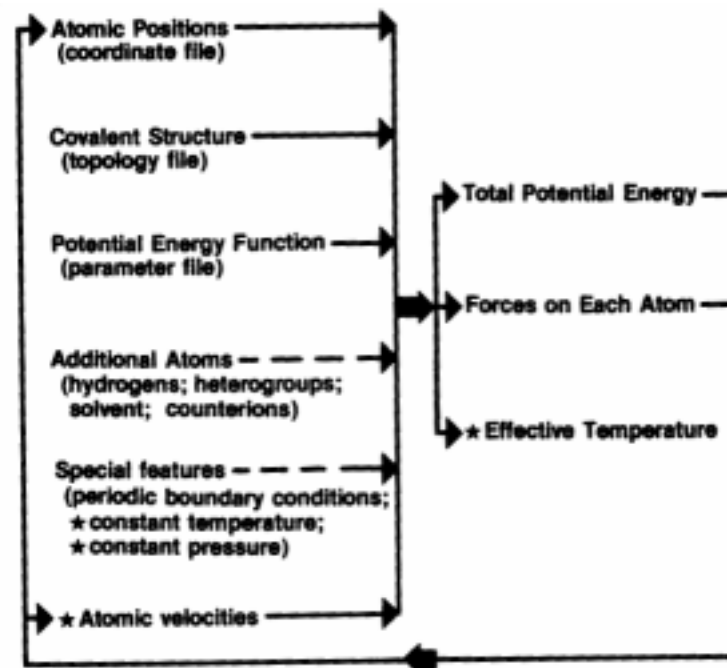 Atomic Positions
(coordinate file)
Covalent Structure
(topology file)
Potential Energy Function
(parameter file)
Additional Atoms
(hydrogens; heterogroups;
solvent; counterions)
Special features
(periodic boundary conditions;
★ constant temperature;
★ constant pressure)
★ Atomic velocities
Total Potential Energy
Forces on Each Atom
★ Effective Temperature